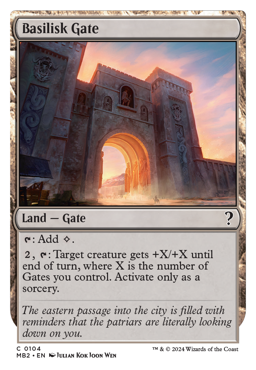 Basilisk Gate
Land — Gate
?
: Add .
2, : Target creature gets +X/+X until
end of turn, where X is the number of
Gates you control. Activate only as a
sorcery.
The eastern passage into the city is filled with
reminders that the patriars are literally looking
down on you.
C 0104
MB2 • EN Julian Kok Joon Wen
™ & © 2024 Wizards of the Coast